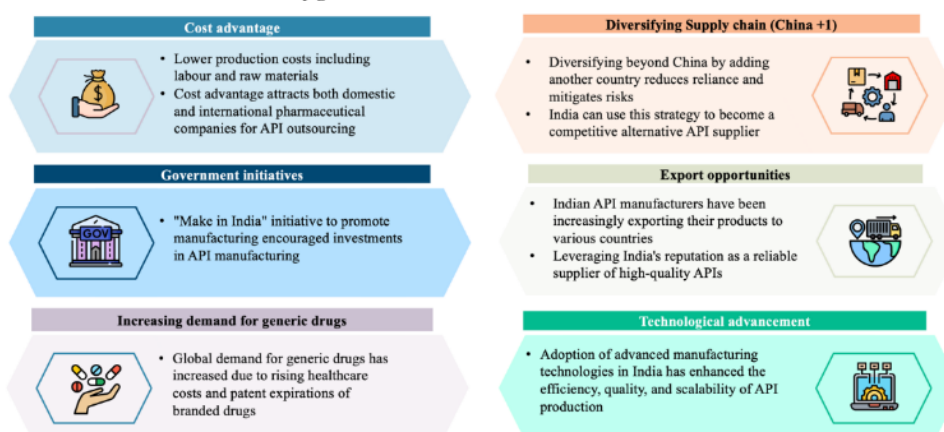 Cost advantage
• Lower production costs including
labour and raw materials
• Cost advantage attracts both domestic
and international pharmaceutical
companies for API outsourcing
Government initiatives
GOV
• "Make in India" initiative to promote
manufacturing encouraged investments
in API manufacturing
Increasing demand for generic drugs
• Global demand for generic drugs has
increased due to rising healthcare
costs and patent expirations of
branded drugs
Diversifying Supply chain (China +1)
• Diversifying beyond China by adding
another country reduces reliance and
mitigates risks
• India can use this strategy to become a
competitive alternative API supplier
Export opportunities
• Indian API manufacturers have been
increasingly exporting their products to
various countries
• Leveraging India's reputation as a reliable
supplier of high-quality APIs
Technological advancement
• Adoption of advanced manufacturing
technologies in India has enhanced the
efficiency, quality, and scalability of API
production